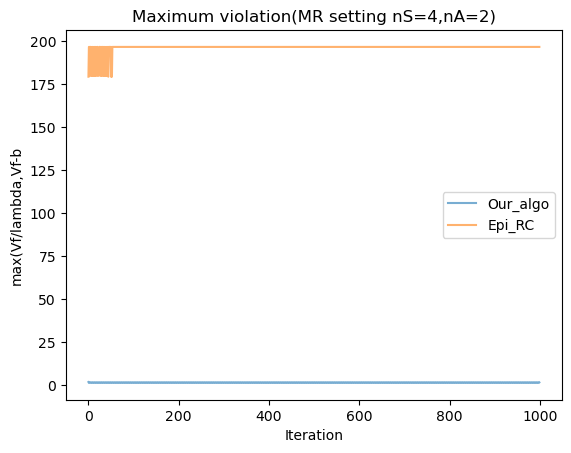 Maximum violation(MR setting nS=4,nA=2)
max(Vf/lambda,Vf-b
200
175
150
125
100
75
50
25
0
Our_algo
Epi_RC
0 200 400 600 800 1000
Iteration